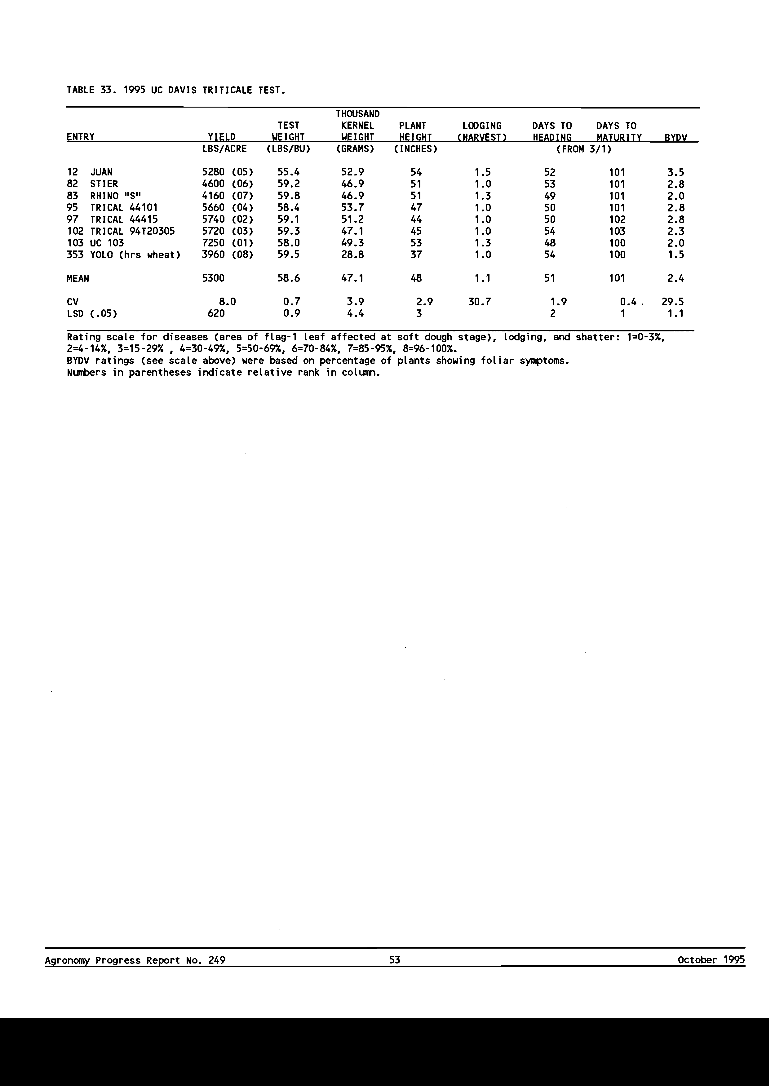 TABLE 33. 1995 UC DAVIS TRITICALE TEST.
THOUSAND
TEST KERNEL PLANT LODGING DAYS TO DAYS TO
ENTRY YIELD WEIGHT WEIGHT HEIGHT (HARVEST) HEADING MATURITY BYDV
LBS/ACRE (LBS/BU) (GRAMS) (INCHES) (FROM 3/1)
12 JUAN 5280 (05) 55.4 52.9 54 1.5 52 101 3.5
82 STIER 4600 (06) 59.2 46.9 51 1.0 53 101 2.8
83 RHINO "S" 4160 (07) 59.8 46.9 51 1.3 49 101 2.0
95 TRICAL 44101 5660 (04) 58.4 53.7 47 1.0 50 101 2.8
97 TRICAL 44415 5740 (02) 59.1 51.2 44 1.0 50 102 2.8
102 TRICAL 94T20305 5720 (03) 59.3 47.1 45 1.0 54 103 2.3
103 UC 103 7250 (01) 58.0 49.3 53 1.3 48 100 2.0
353 YOLO (hrs wheat) 3960 (08) 59.5 28.8 37 1.0 54 100 1.5
MEAN 5300 58.6 47.1 48 1.1 51 101 2.4
CV 8.0 0.7 3.9 2.9 30.7 1.9 0.4 29.5
LSD (.05) 620 0.9 4.4 3 2 1 1.1
Rating scale for diseases (area of flag-1 leaf affected at soft dough stage), lodging, and shatter: 1=0-3%,
2=4-14%, 3=15-29% , 4=30-49%, 5=50-69%, 6=70-84%, 7=85-95%, 8=96-100%.
BYDV ratings (see scale above) were based on percentage of plants showing foliar symptoms.
Numbers in parentheses indicate relative rank in column.
Agronomy Progress Report No. 249 53 October 1995